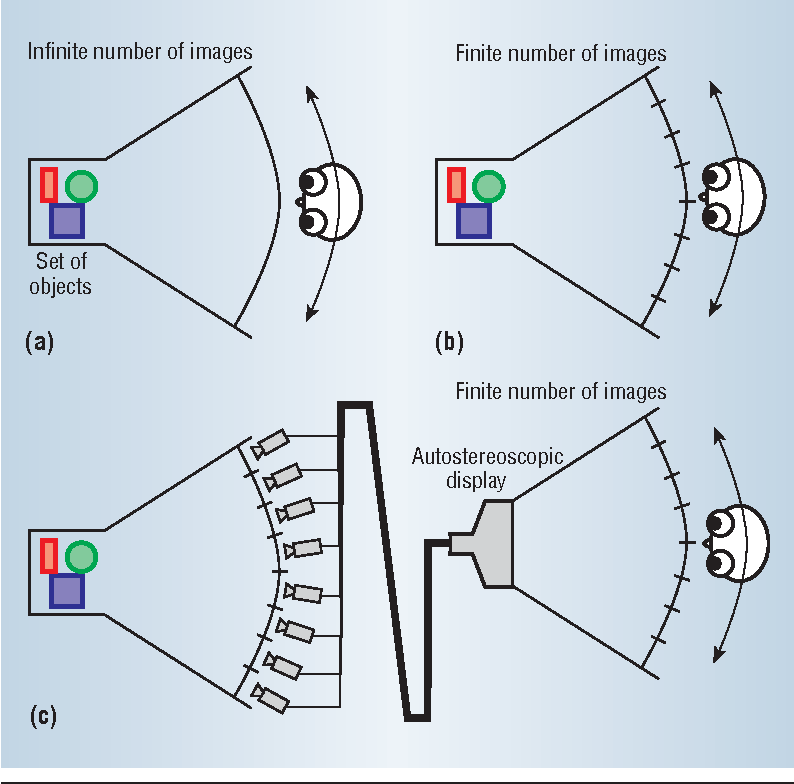 Infinite number of images
Set of
objects
(a)
Finite number of images
(b)
(c)
Finite number of images
Autostereoscopic
display